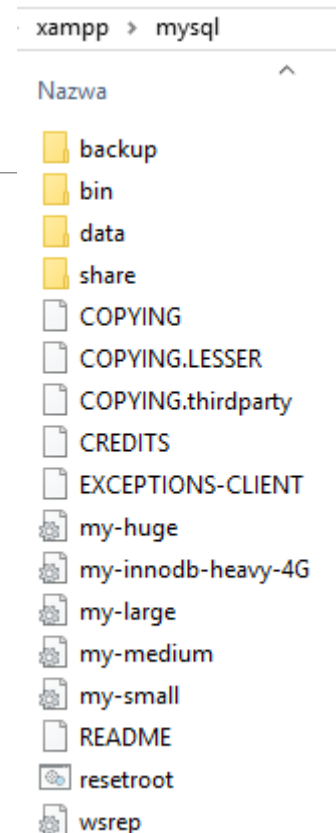 xampp > mysql
Nazwa
backup
bin
data
share
COPYING
COPYING.LESSER
COPYING.thirdparty
CREDITS
EXCEPTIONS-CLIENT
my-huge
my-innodb-heavy-4G
my-large
my-medium
my-small
README
resetroot
wsrep